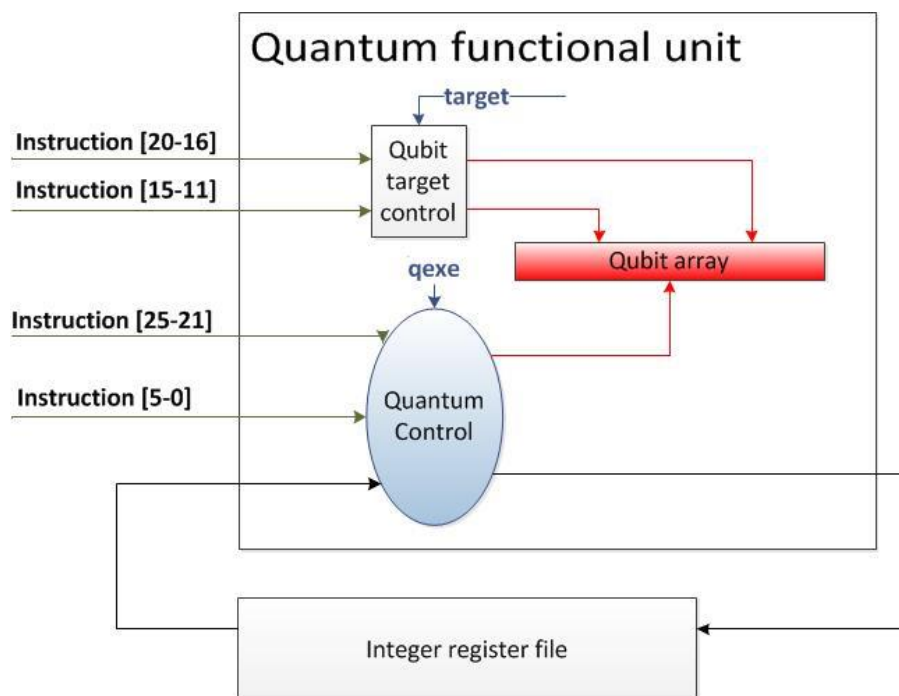 Quantum functional unit
target
Instruction [20-16]
Qubit
target
control
Instruction [15-11]
Qubit array
qexe
Instruction [25-21]
Instruction [5-0]
Quantum
Control
Integer register file